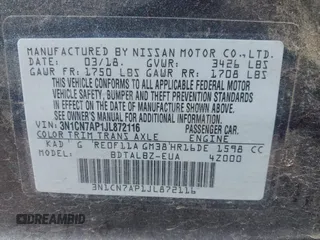 MANUFACTURED BY NISSAN MOTOR CO.,LTD.
03/18. GVWR: 3426 LBS
GAWR FR: 1750 LBS GAWR RR: 1708 LBS
THIS VEHICLE CONFORMS TO ALL APPLICABLE FEDERAL MOTOR
VEHICLE SAFETY, BUMPER AND THEFT PREVENTION
STANDARDS IN EFFECT ON THE DATE OF
MANUFACTURE SHOWN ABOVE.
SEE OWNER'S MANUAL FOR ADDITIONAL INFORMATION.
VIN: 3N1CN7AP1JL872116 PASSENGER CAR.
COLOR TRIM TRANS AXLE ENGINE
KAD G RE0F11A GM38 HR16DE 1598 CC
MODEL: BDTALBZ-EUA 4Z000
3N1CN7AP1JL872116
DREAMBID